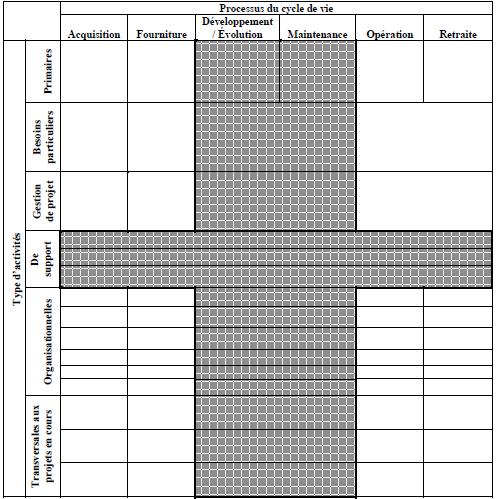 Processus du cycle de vie
Acquisition
Fourniture
Développement
/ Évolution
Maintenance
Opération
Retraite
Type d'activités
Primaires
Besoins
particuliers
Gestion
de projet
De
support
Organisationnelles
Transversales aux
projets en cours